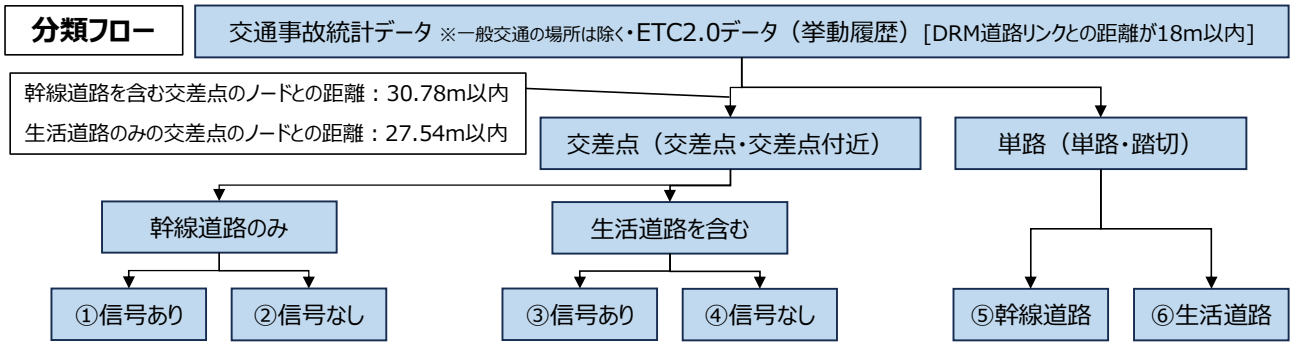 分類フロー
交通事故統計データ ※一般交通の場所は除く・ETC2.0データ（挙動履歴）[DRM道路リンクとの距離が18m以内]
幹線道路を含む交差点のノードとの距離：30.78m以内
生活道路のみの交差点のノードとの距離：27.54m以内
交差点（交差点・交差点付近）
単路（単路・踏切）
幹線道路のみ
生活道路を含む
①信号あり
②信号なし
③信号あり
④信号なし
⑤幹線道路
⑥生活道路